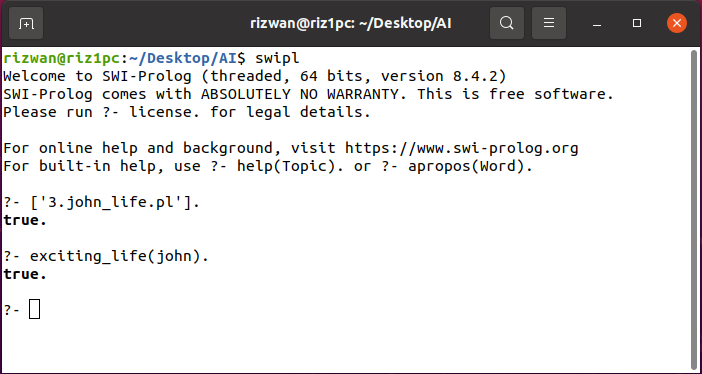 rizwan@riz1pc: ~/Desktop/AI
rizwan@riz1pc:~/Desktop/AI$ swipl
Welcome to SWI-Prolog (threaded, 64 bits, version 8.4.2)
SWI-Prolog comes with ABSOLUTELY NO WARRANTY. This is free software.
Please run ?- license. for legal details.
For online help and background, visit https://www.swi-prolog.org
For built-in help, use ?- help(Topic). or ?- apropos(Word).
?- ['3.john_life.pl'].
true.
?- exciting_life(john).
true.
?-